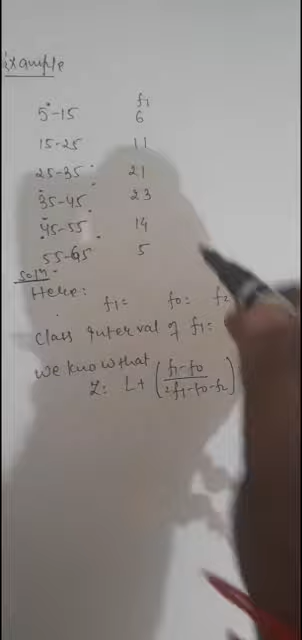 Example
f1
5-15 6
15-25 11
25-35 21
35-45 23
45-55 14
55-65 5
Soln
Here:
f1= f0= f2
Class Interval of f1=
We know that
Z: L+ (f1-f0 / 2f1-f0-f2)